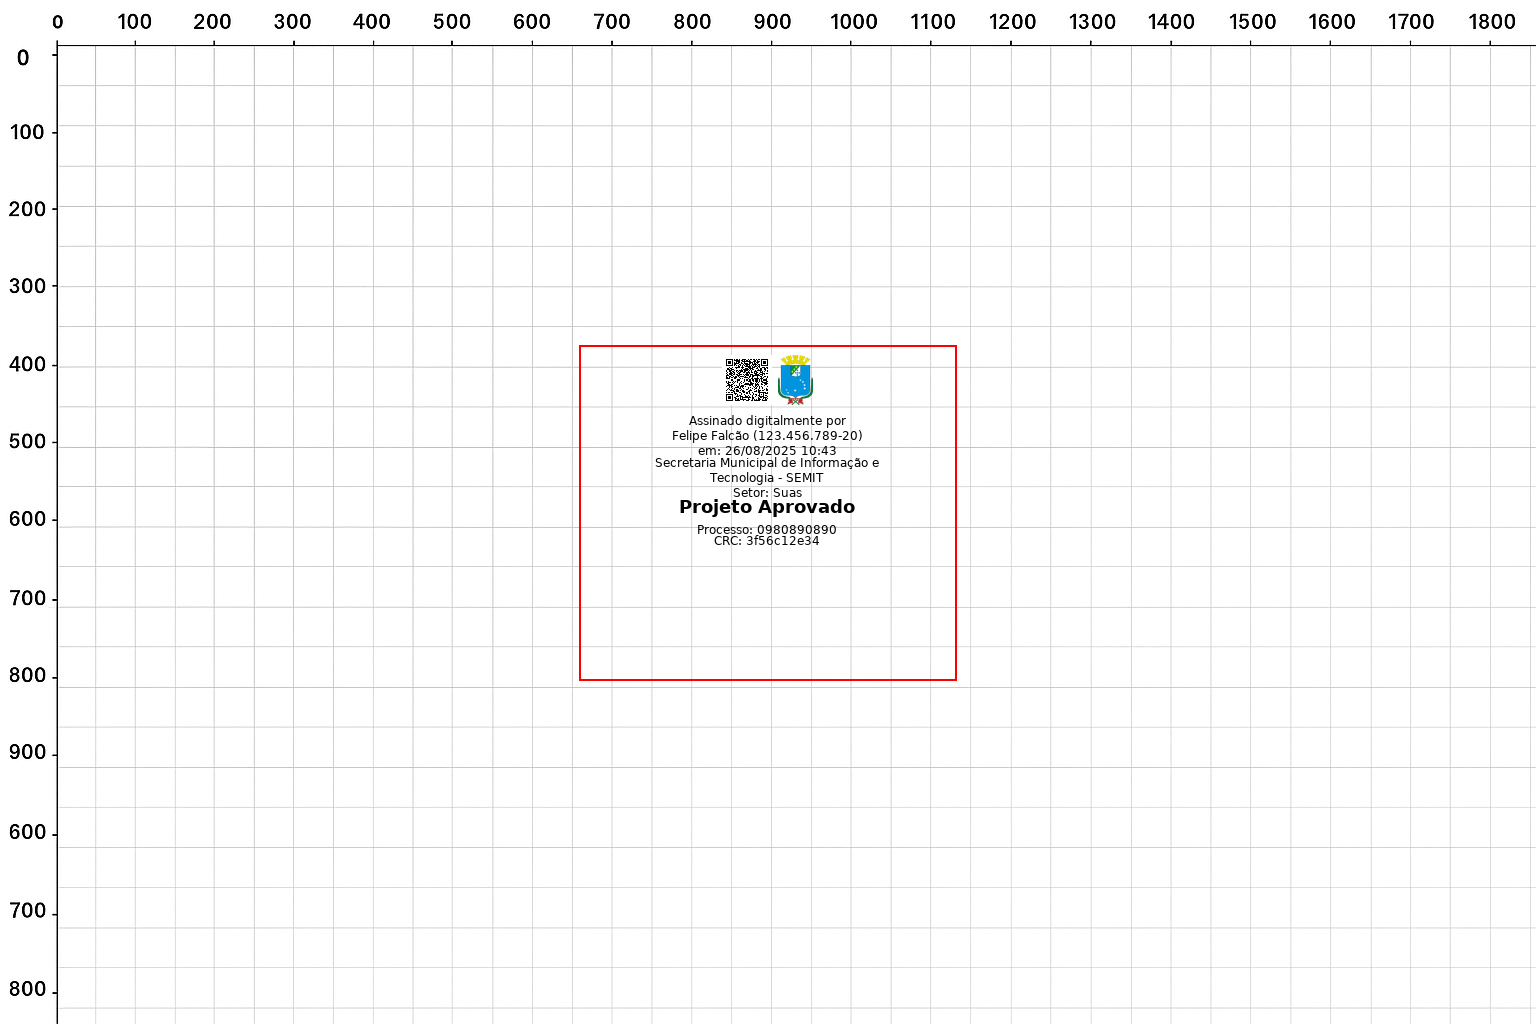 0 100 200 300 400 500 600 700 800 900 1000 1100 1200 1300 1400 1500 1600 1700 1800
0
100
200
300
400
500
600
700
800
900
600
700
800
Assinado digitalmente por
Felipe Falcão (123.456.789-20)
em: 26/08/2025 10:43
Secretaria Municipal de Informação e
Tecnologia - SEMIT
Setor: Suas
Projeto Aprovado
Processo: 0980890890
CRC: 3f56c12e34